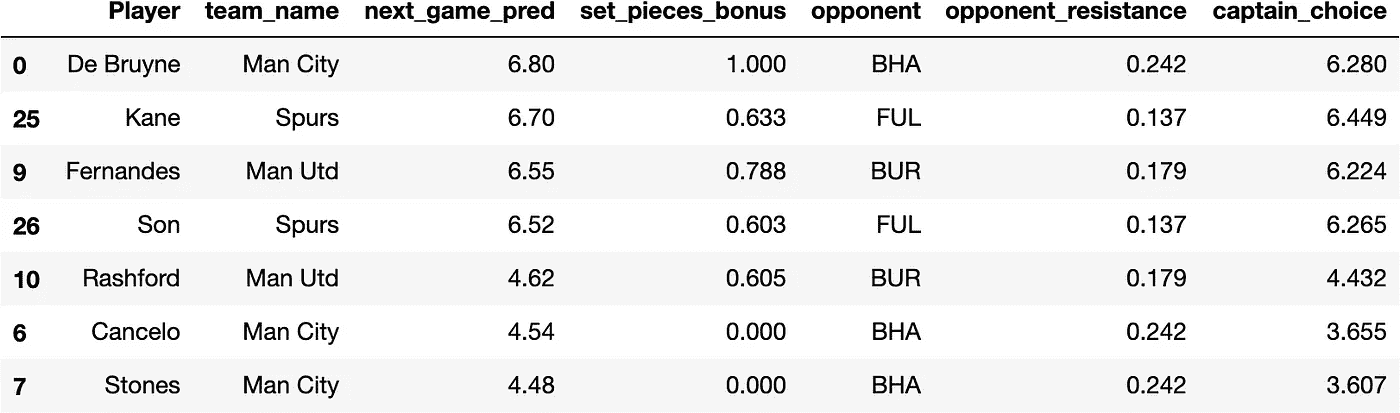 Player team_name next_game_pred set_pieces_bonus opponent opponent_resistance captain_choice
0 De Bruyne Man City 6.80 1.000 BHA 0.242 6.280
25 Kane Spurs 6.70 0.633 FUL 0.137 6.449
9 Fernandes Man Utd 6.55 0.788 BUR 0.179 6.224
26 Son Spurs 6.52 0.603 FUL 0.137 6.265
10 Rashford Man Utd 4.62 0.605 BUR 0.179 4.432
6 Cancelo Man City 4.54 0.000 BHA 0.242 3.655
7 Stones Man City 4.48 0.000 BHA 0.242 3.607